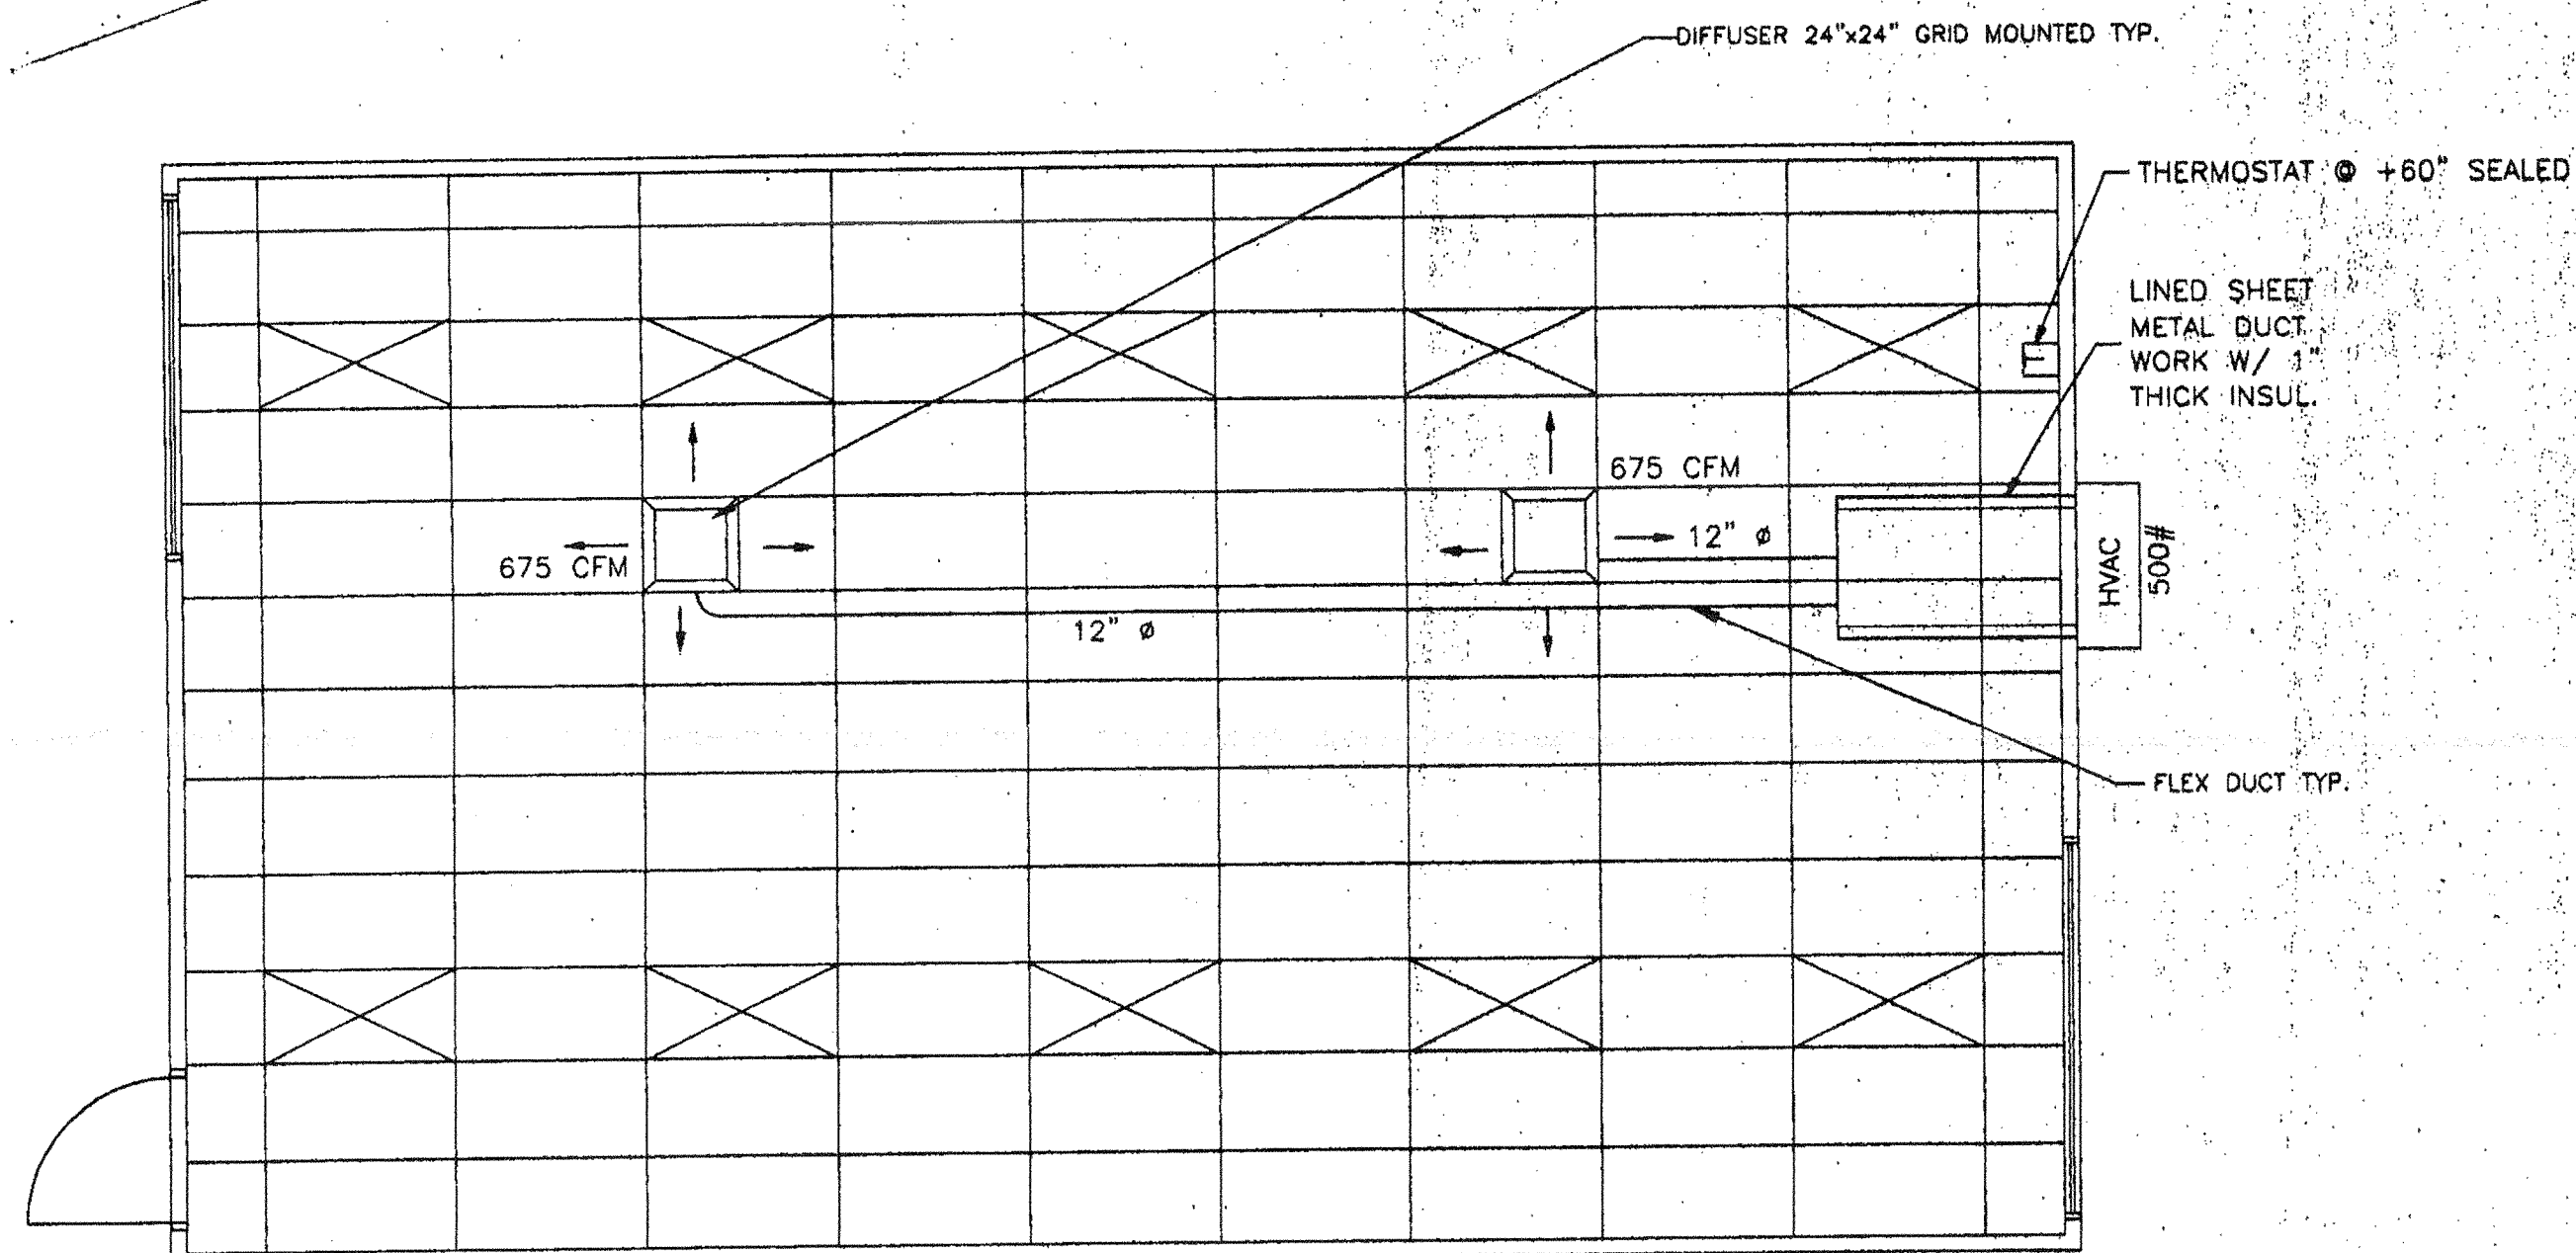 DIFFUSER 24"x24" GRID MOUNTED TYP.
THERMOSTAT @ +60" SEALED
LINED SHEET
METAL DUCT
WORK W/ 1"
THICK INSUL.
675 CFM
12" ø
675 CFM
12" ø
HVAC
500#
FLEX DUCT TYP.